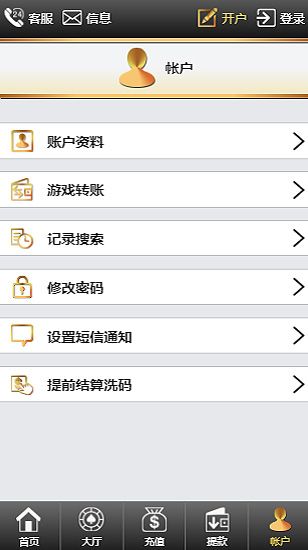 24 客服 信息 开户 登录
帐户
账户资料
游戏转账
记录搜索
修改密码
设置短信通知
提前结算洗码
首页 大厅 充值 提款 帐户